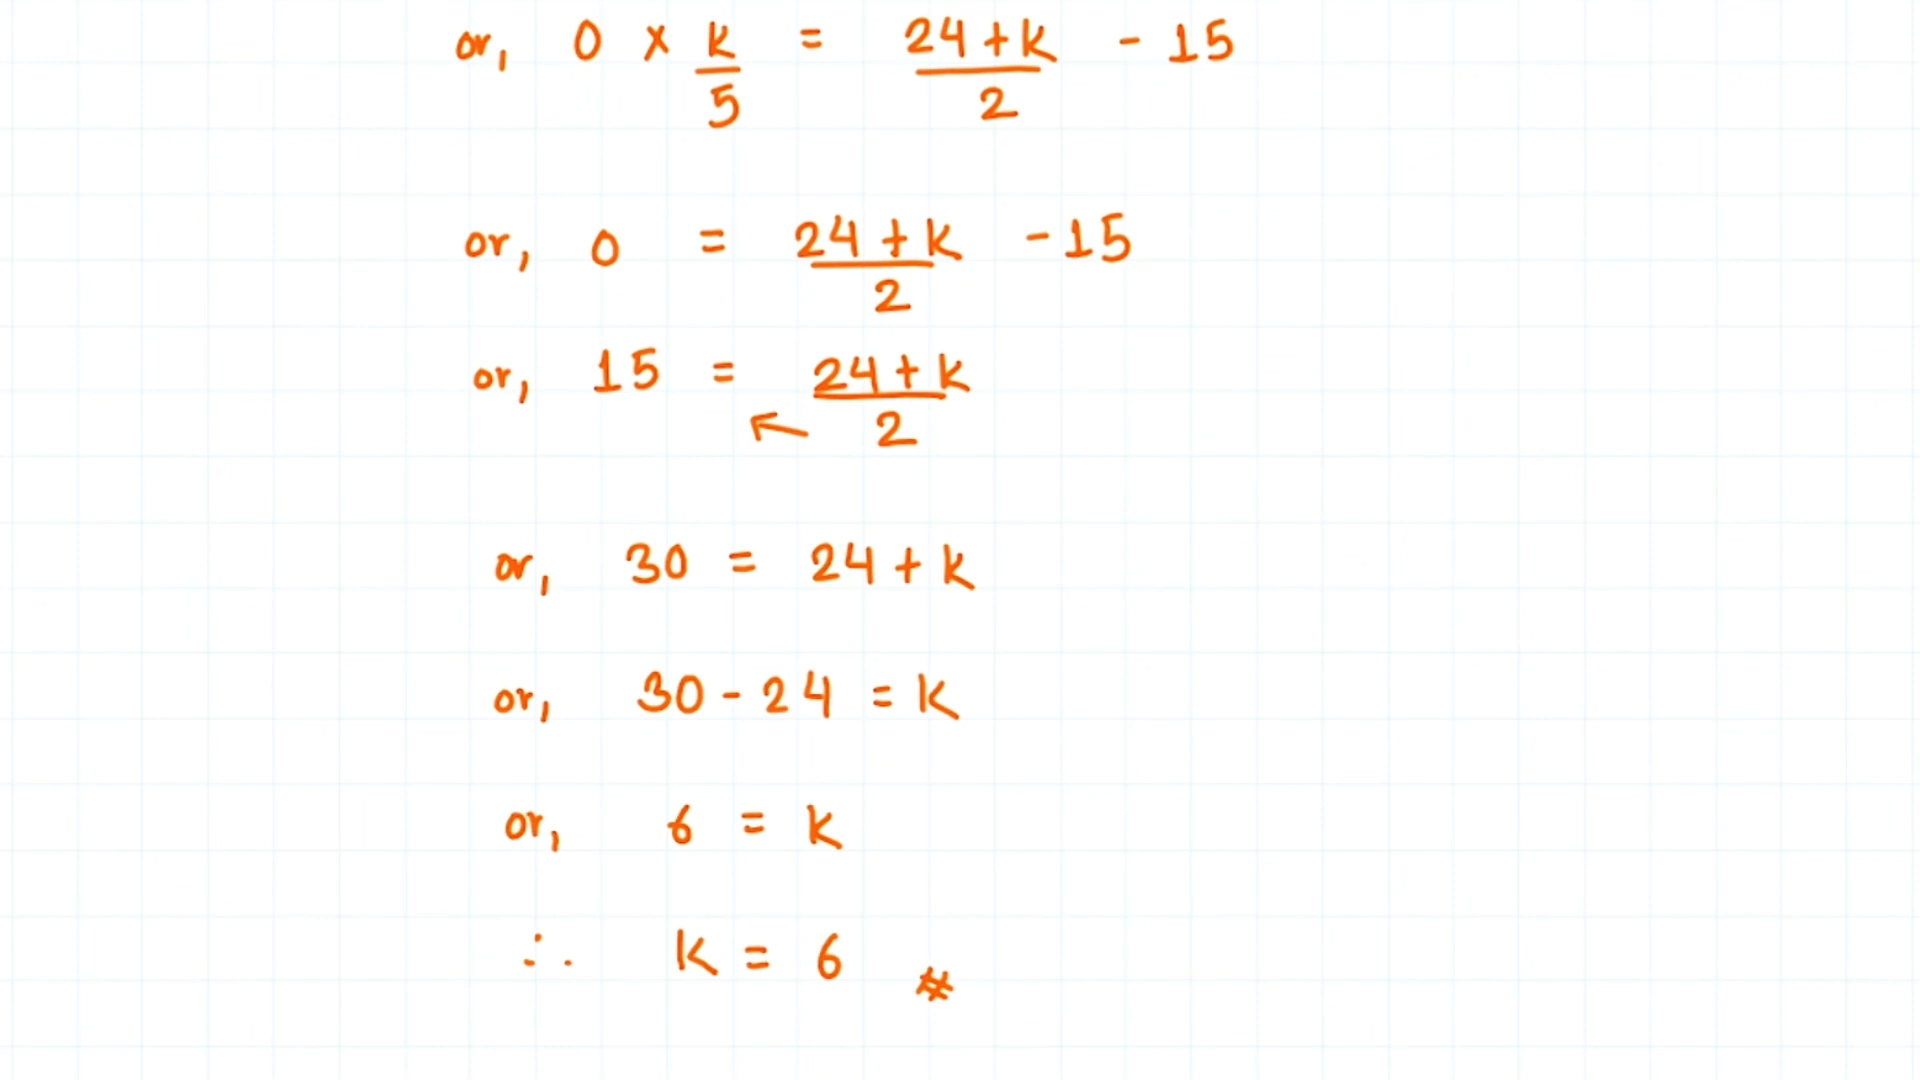 or, 0 × k/5 = (24+k)/2 - 15
or, 0 = (24+k)/2 - 15
or, 15 = (24+k)/2
←
or, 30 = 24+k
or, 30-24 = k
or, 6 = k
∴ k = 6 #